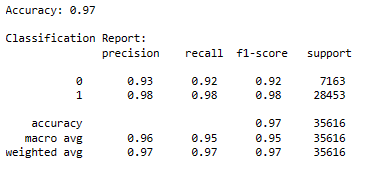 Accuracy: 0.97
Classification Report:
precision recall f1-score support
0 0.93 0.92 0.92 7163
1 0.98 0.98 0.98 28453
accuracy 0.97 35616
macro avg 0.96 0.95 0.95 35616
weighted avg 0.97 0.97 0.97 35616